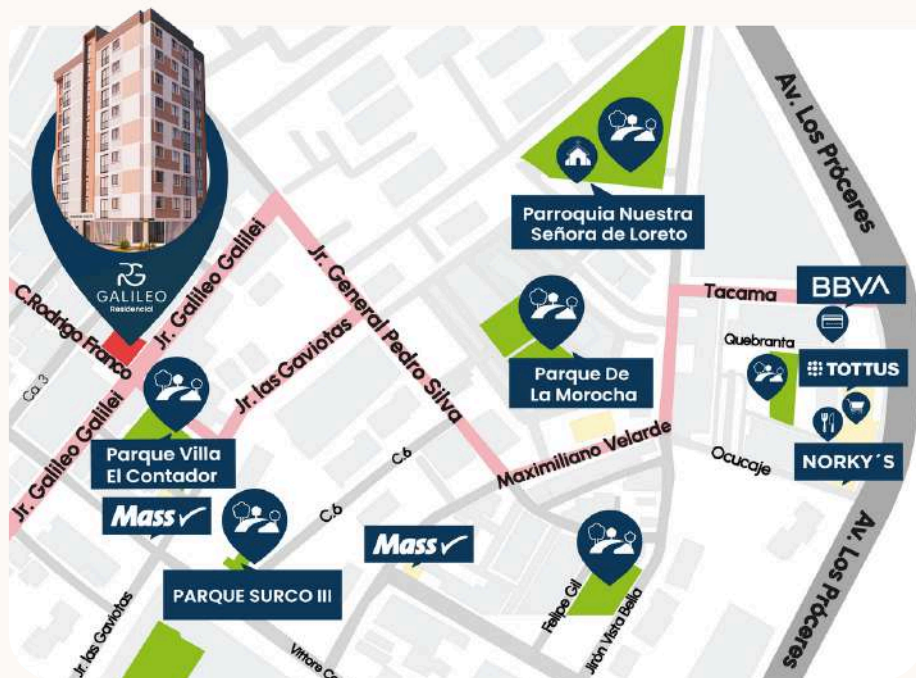 Av. Los Próceres
Parroquia Nuestra
Señora de Loreto
GALILEO
Residencial
Jr. Galileo Galilei
Jr. General Pedro Silva
C.Rodrigo Franco
Ca. 3
Jr. las Gaviotas
Tacama
BBVA
Quebranta
TOTTUS
Parque De
La Morocha
Jr. Galileo Galilei
Parque Villa
El Contador
Maximiliano Velarde
Ocucaje
NORKY´S
C.6
C.6
Mass
Mass
PARQUE SURCO III
Felipe Gil
Jirón Vista Bella
Jr. las Gaviotas
Av. Los Próceres